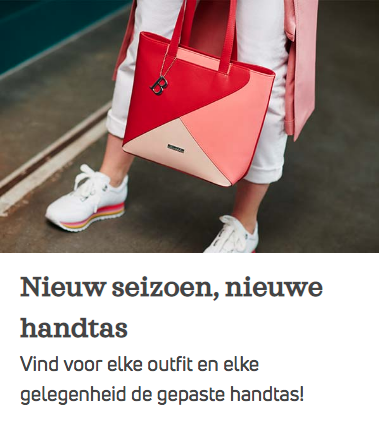 B
Nieuw seizoen, nieuwe
handtas
Vind voor elke outfit en elke
gelegenheid de gepaste handtas!